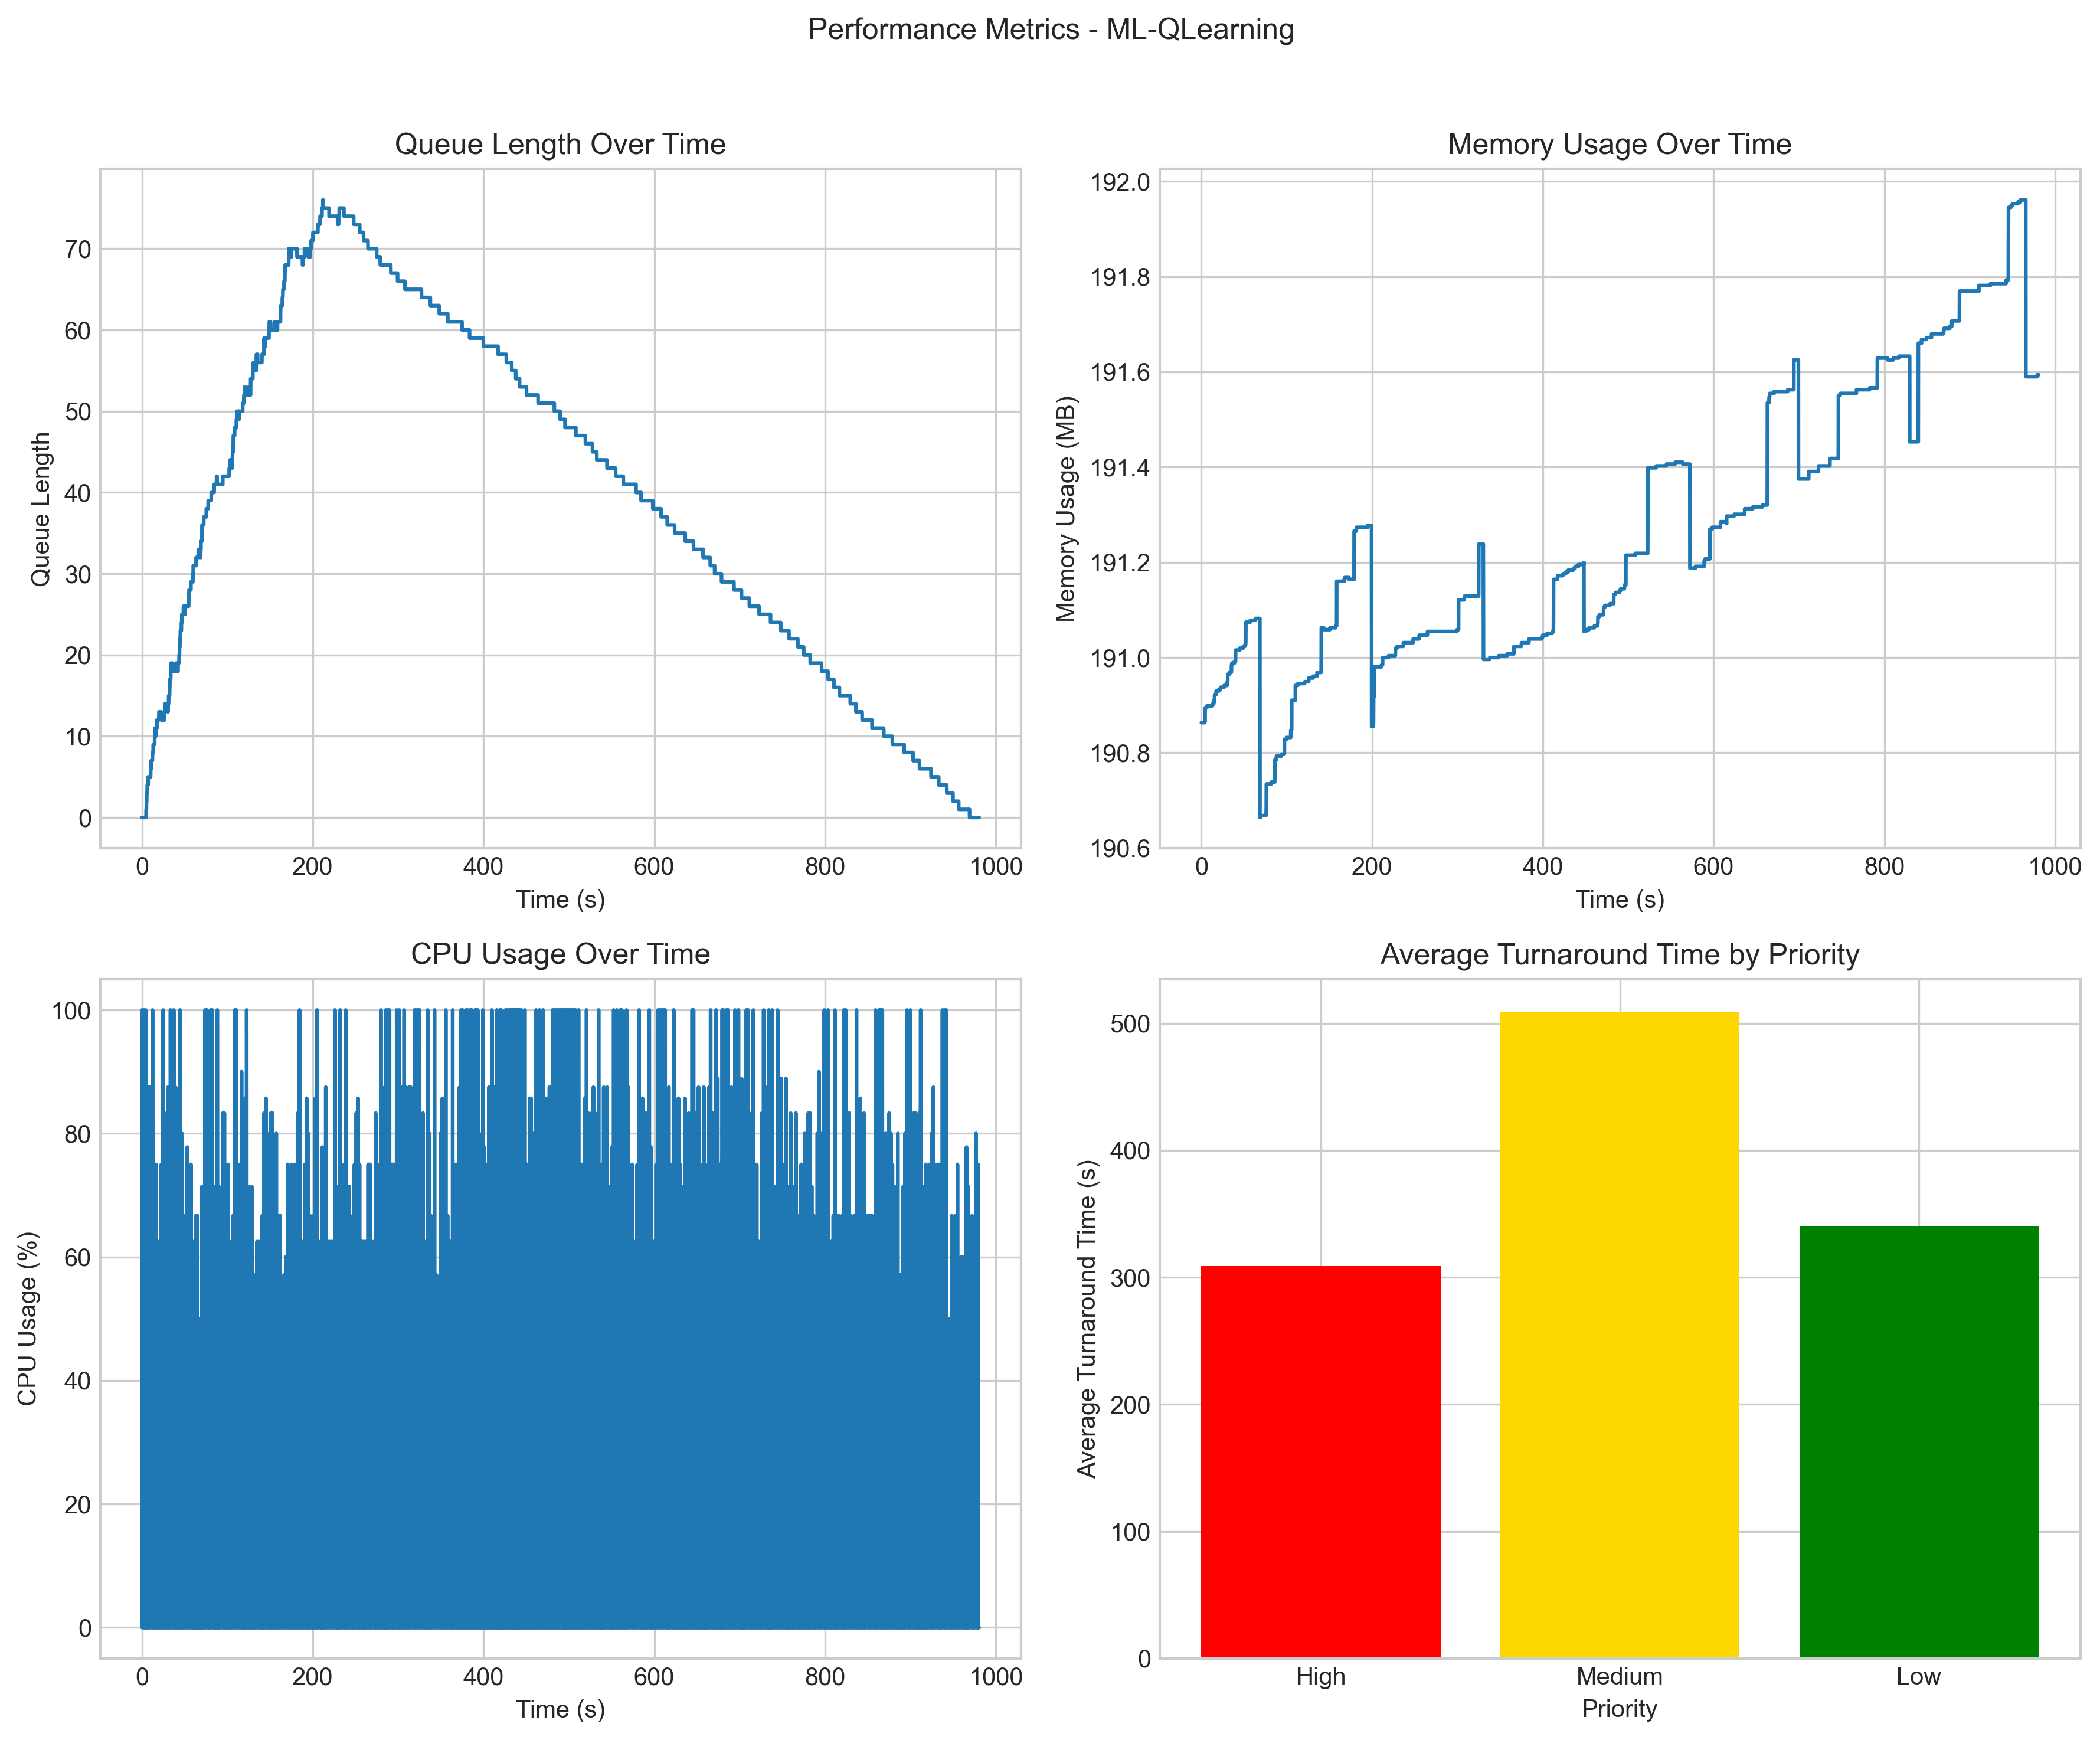 Performance Metrics - ML-QLearning
Queue Length Over Time
Queue Length
70
60
50
40
30
20
10
0
0 200 400 600 800 1000
Time (s)
Memory Usage Over Time
Memory Usage (MB)
192.0
191.8
191.6
191.4
191.2
191.0
190.8
190.6
0 200 400 600 800 1000
Time (s)
CPU Usage Over Time
CPU Usage (%)
100
80
60
40
20
0
0 200 400 600 800 1000
Time (s)
Average Turnaround Time by Priority
Average Turnaround Time (s)
500
400
300
200
100
0
High Medium Low
Priority